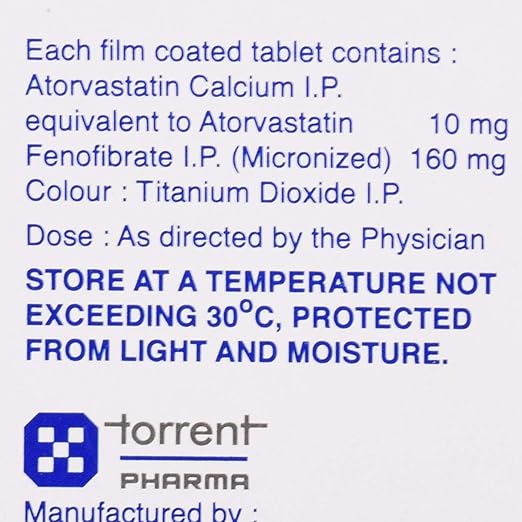 Each film coated tablet contains :
Atorvastatin Calcium I.P.
equivalent to Atorvastatin 10 mg
Fenofibrate I.P. (Micronized) 160 mg
Colour : Titanium Dioxide I.P.
Dose : As directed by the Physician
STORE AT A TEMPERATURE NOT
EXCEEDING 30°C, PROTECTED
FROM LIGHT AND MOISTURE.
torrent
PHARMA
Manufactured by :